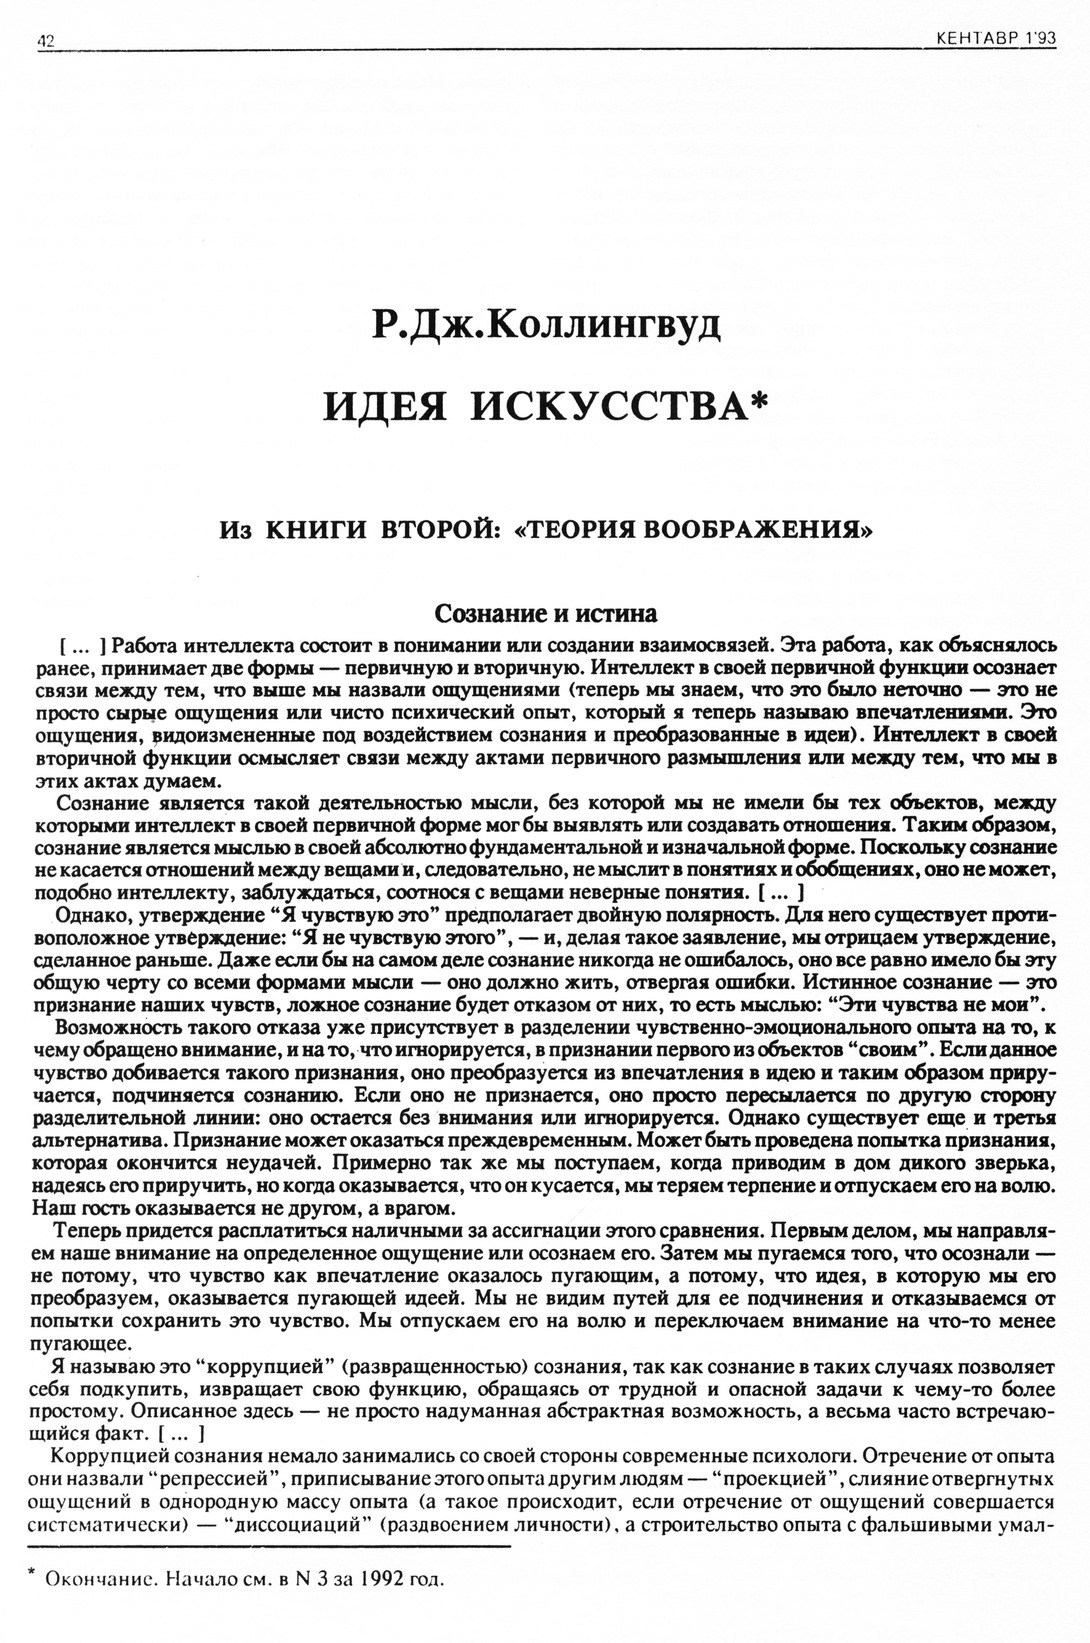 42
КЕНТАВР 1'93
Р.Дж.Коллингвуд
ИДЕЯ ИСКУССТВА*
Из КНИГИ ВТОРОЙ: «ТЕОРИЯ ВООБРАЖЕНИЯ»
Сознание и истина
[ ... ] Работа интеллекта состоит в понимании или создании взаимосвязей. Эта работа, как объяснялось
ранее, принимает две формы — первичную и вторичную. Интеллект в своей первичной функции осознает
связи между тем, что выше мы назвали ощущениями (теперь мы знаем, что это было неточно — это не
просто сырые ощущения или чисто психический опыт, который я теперь называю впечатлениями. Это
ощущения, видоизмененные под воздействием сознания и преобразованные в идеи). Интеллект в своей
вторичной функции осмысляет связи между актами первичного размышления или между тем, что мы в
этих актах думаем.
Сознание является такой деятельностью мысли, без которой мы не имели бы тех объектов, между
которыми интеллект в своей первичной форме мог бы выявлять или создавать отношения. Таким образом,
сознание является мыслью в своей абсолютно фундаментальной и изначальной форме. Поскольку сознание
не касается отношений между вещами и, следовательно, не мыслит в понятиях и обобщениях, оно не может,
подобно интеллекту, заблуждаться, соотнося с вещами неверные понятия. [ ... ]
Однако, утверждение “Я чувствую это” предполагает двойную полярность. Для него существует проти-
воположное утверждение: “Я не чувствую этого”, — и, делая такое заявление, мы отрицаем утверждение,
сделанное раньше. Даже если бы на самом деле сознание никогда не ошибалось, оно все равно имело бы эту
общую черту со всеми формами мысли — оно должно жить, отвергая ошибки. Истинное сознание — это
признание наших чувств, ложное сознание будет отказом от них, то есть мыслью: “Эти чувства не мои”.
Возможность такого отказа уже присутствует в разделении чувственно-эмоционального опыта на то, к
чему обращено внимание, и на то, что игнорируется, в признании первого из объектов “своим”. Если данное
чувство добивается такого признания, оно преобразуется из впечатления в идею и таким образом приру-
чается, подчиняется сознанию. Если оно не признается, оно просто пересылается по другую сторону
разделительной линии: оно остается без внимания или игнорируется. Однако существует еще и третья
альтернатива. Признание может оказаться преждевременным. Может быть проведена попытка признания,
которая окончится неудачей. Примерно так же мы поступаем, когда приводим в дом дикого зверька,
надеясь его приручить, но когда оказывается, что он кусается, мы теряем терпение и отпускаем его на волю.
Наш гость оказывается не другом, а врагом.
Теперь придется расплатиться наличными за ассигнации этого сравнения. Первым делом, мы направля-
ем наше внимание на определенное ощущение или осознаем его. Затем мы пугаемся того, что осознали —
не потому, что чувство как впечатление оказалось пугающим, а потому, что идея, в которую мы его
преобразуем, оказывается пугающей идеей. Мы не видим путей для ее подчинения и отказываемся от
попытки сохранить это чувство. Мы отпускаем его на волю и переключаем внимание на что-то менее
пугающее.
Я называю это “коррупцией” (развращенностью) сознания, так как сознание в таких случаях позволяет
себя подкупить, извращает свою функцию, обращаясь от трудной и опасной задачи к чему-то более
простому. Описанное здесь — не просто надуманная абстрактная возможность, а весьма часто встречаю-
щийся факт. [ ... ]
Коррупцией сознания немало занимались со своей стороны современные психологи. Отречение от опыта
они назвали “репрессией”, приписывание этого опыта другим людям — “проекцией”, слияние отвергнутых
ощущений в однородную массу опыта (а такое происходит, если отречение от ощущений совершается
систематически) — “диссоциаций” (раздвоением личности), а строительство опыта с фальшивыми умал-
* Окончание. Начало см. в N 3 за 1992 год.